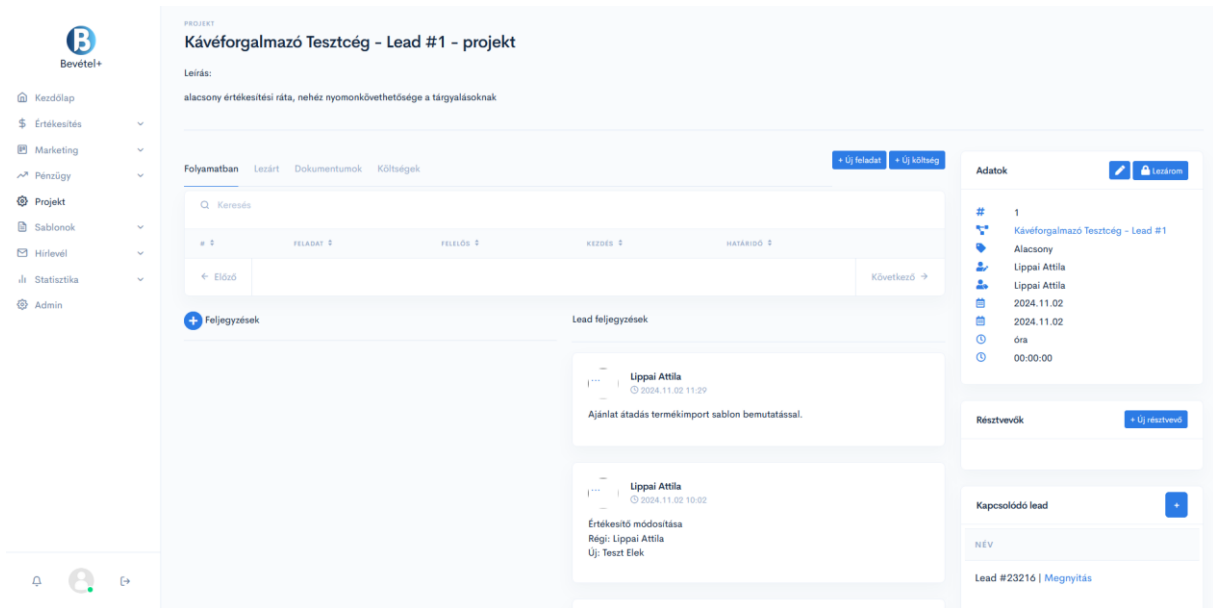 Bevétel+
Kezdőlap
Értékesítés
Marketing
Pénzügy
Projekt
Sablonok
Hírlevél
Statisztika
Admin
PROJEKT
Kávéforgalmazó Tesztcég - Lead #1 - projekt
Leírás:
alacsony értékesítési ráta, nehéz nyomonkövethetősége a tárgyalásoknak
Folyamatban Lezárt Dokumentumok Költségek
+ Új feladat + Új költség
Keresés
# FELADAT FELELŐS KEZDÉS HATÁRIDŐ
← Előző Következő →
Feljegyzések
Lead feljegyzések
Lippai Attila
2024.11.02 11:29
Ajánlat átadás termékimport sablon bemutatással.
Lippai Attila
2024.11.02 10:02
Értékesítő módosítása
Régi: Lippai Attila
Új: Teszt Elek
Adatok Lezárom
# 1
Kávéforgalmazó Tesztcég - Lead #1
Alacsony
Lippai Attila
Lippai Attila
2024.11.02
2024.11.02
óra
00:00:00
Résztvevők + Új résztvevő
Kapcsolódó lead +
NÉV
Lead #23216 | Megnyitás